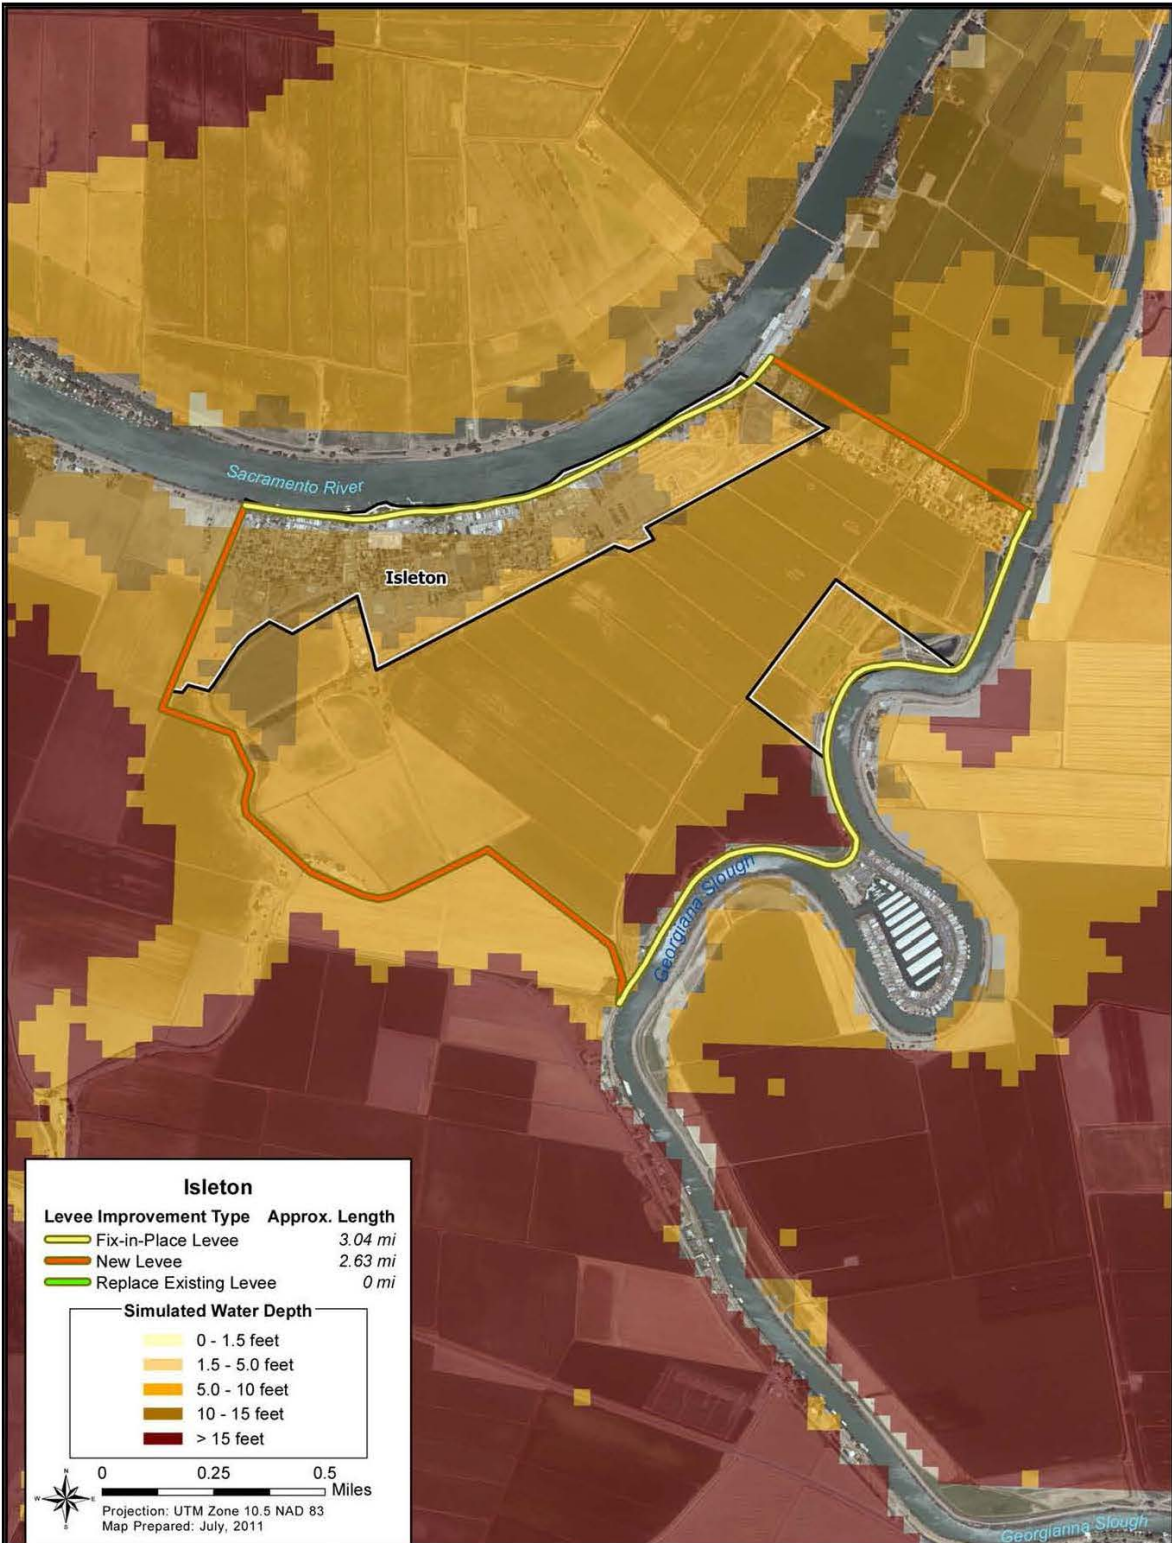 Sacramento River
Isleton
Georgiana Slough
Isleton
Levee Improvement Type Approx. Length
Fix-in-Place Levee 3.04 mi
New Levee 2.63 mi
Replace Existing Levee 0 mi
Simulated Water Depth
0 - 1.5 feet
1.5 - 5.0 feet
5.0 - 10 feet
10 - 15 feet
> 15 feet
N
W E
S
0 0.25 0.5
Miles
Projection: UTM Zone 10.5 NAD 83
Map Prepared: July, 2011
Georgianna Slough